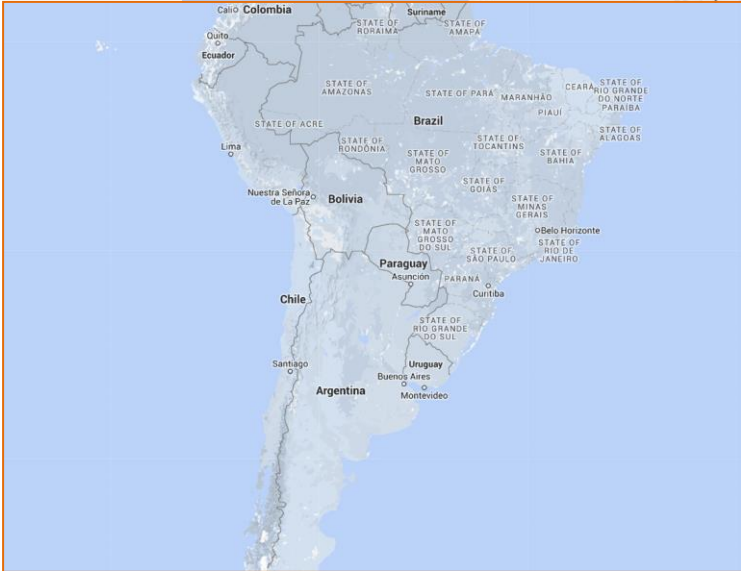 Cali
Colombia
Suriname
STATE OF
RORAIMA
STATE OF
AMAPÁ
Quito
Ecuador
STATE OF
AMAZONAS
STATE OF PARÁ
MARANHÃO
CEARÁ
STATE OF
RIO GRANDE
DO NORTE
PARAÍBA
PIAUÍ
STATE OF ACRE
Brazil
STATE OF
ALAGOAS
Lima
STATE OF
RONDÔNIA
STATE OF
MATO
GROSSO
STATE OF
TOCANTINS
STATE OF
BAHIA
STATE OF
GOIÁS
Nuestra Señora
de La Paz
Bolivia
STATE OF
MINAS
GERAIS
STATE OF
MATO
GROSSO
DO SUL
Belo Horizonte
STATE OF
RIO DE
JANEIRO
STATE OF
SÃO PAULO
Paraguay
Asunción
PARANÁ
Curitiba
Chile
STATE OF
RIO GRANDE
DO SUL
Santiago
Uruguay
Buenos Aires
Argentina
Montevideo